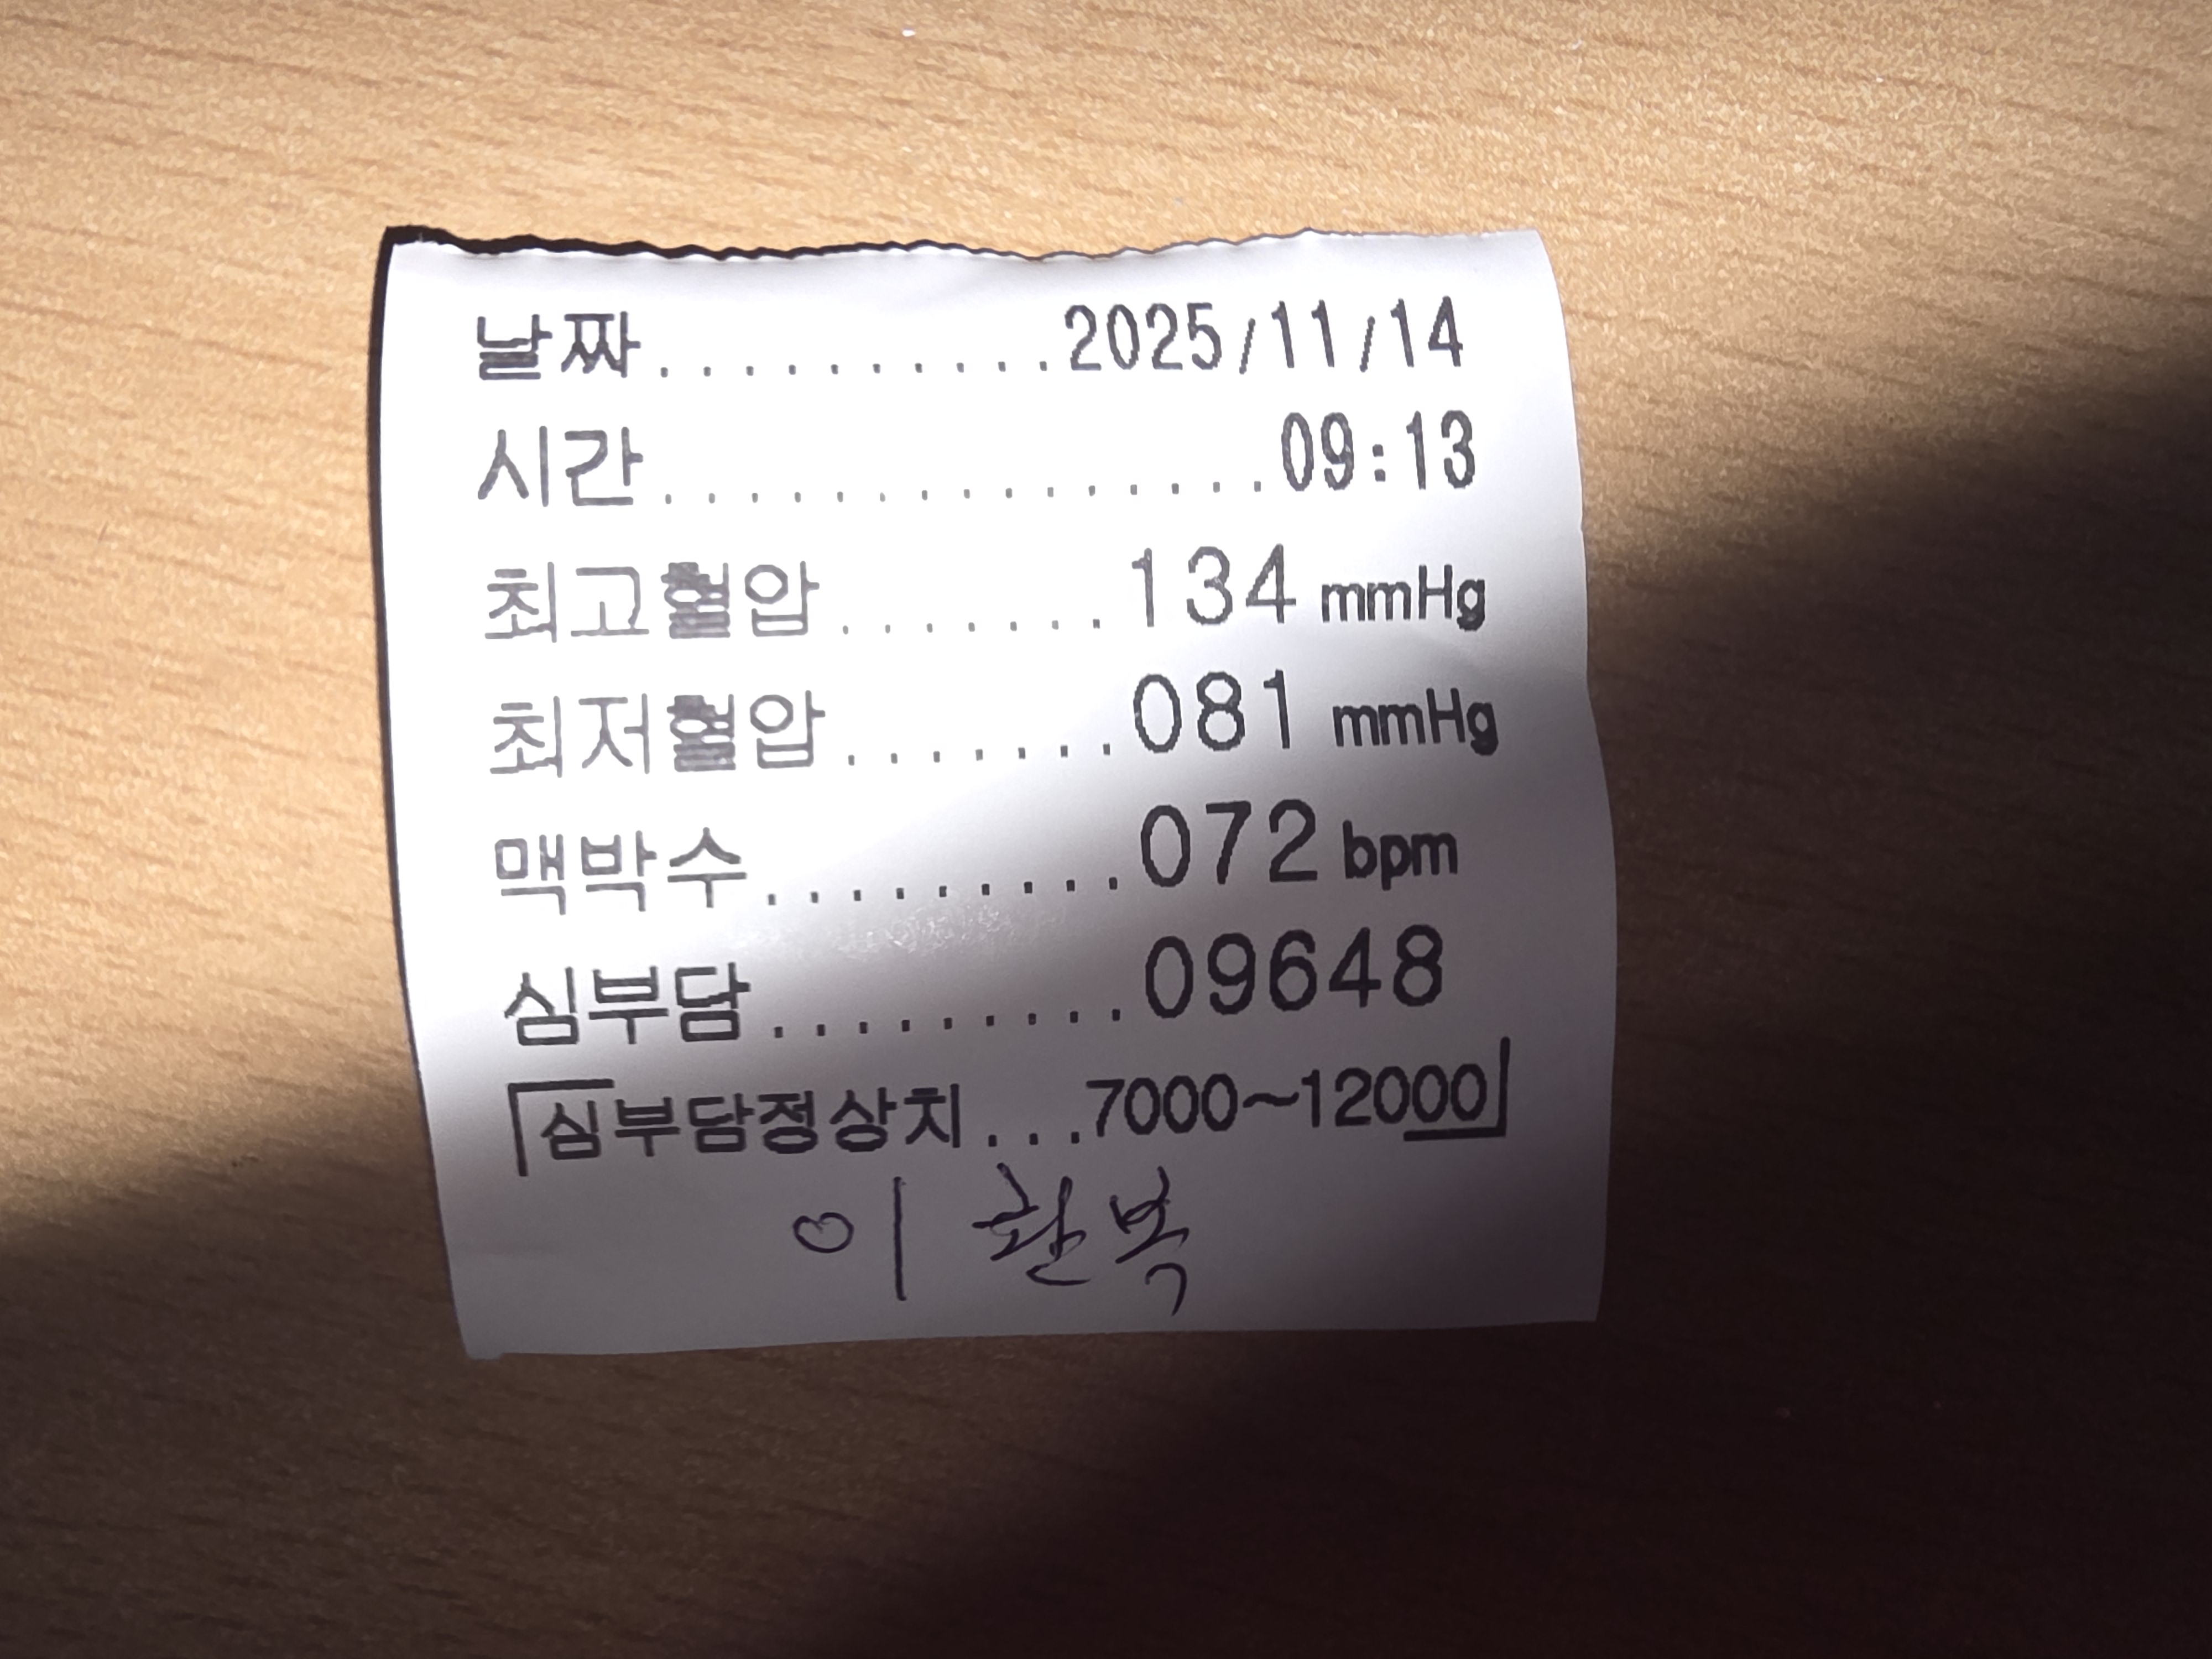 날짜...........2025/11/14
시간...............09:13
최고혈압.......134 mmHg
최저혈압.......081 mmHg
맥박수.........072 bpm
심부담.........09648
「심부담정상치...7000~12000」
이